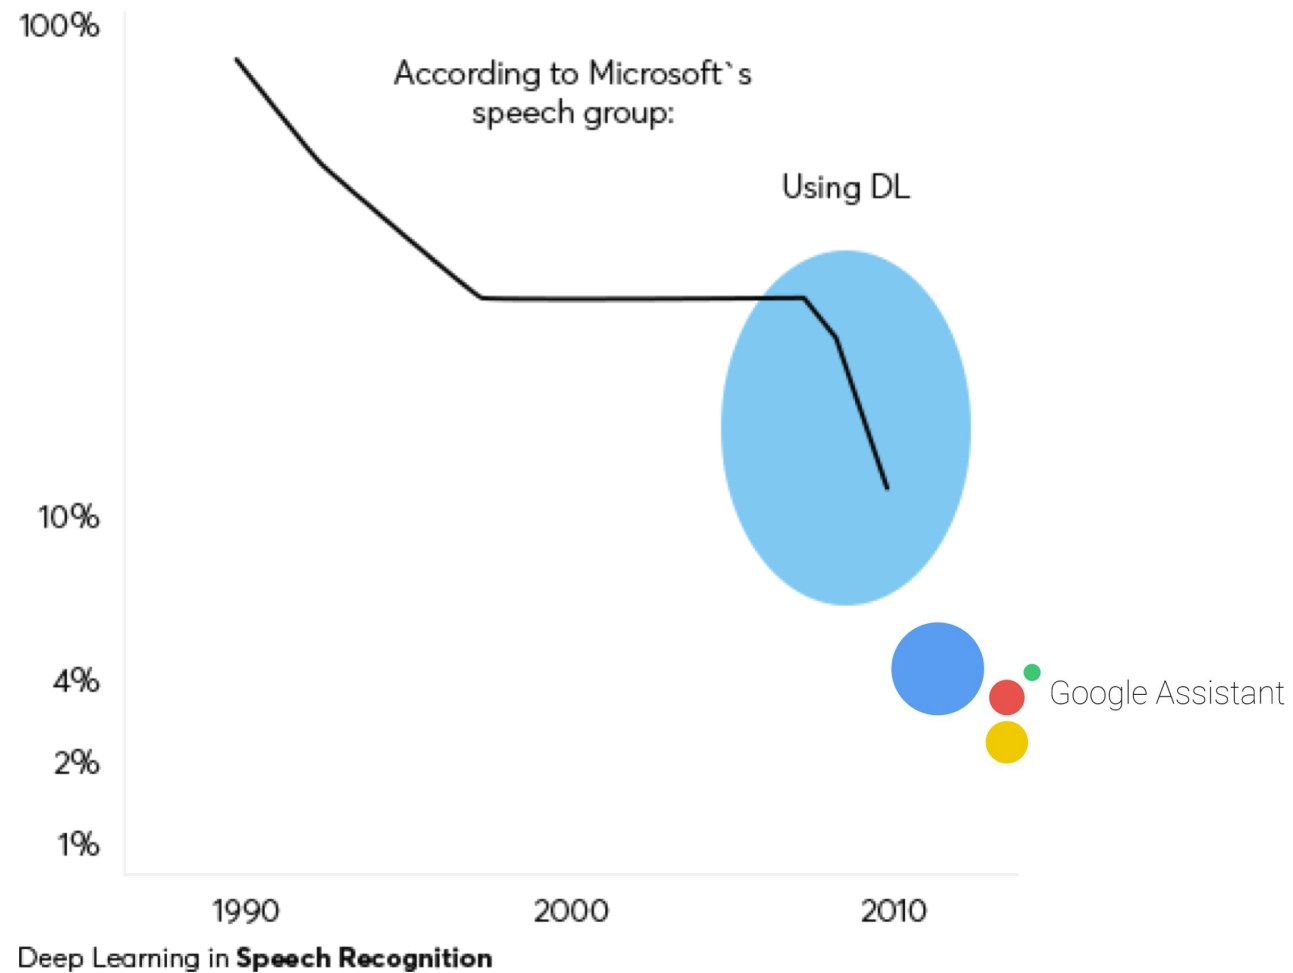 100%
According to Microsoft`s
speech group:
Using DL
10%
4%
Google Assistant
2%
1%
1990 2000 2010
Deep Learning in Speech Recognition